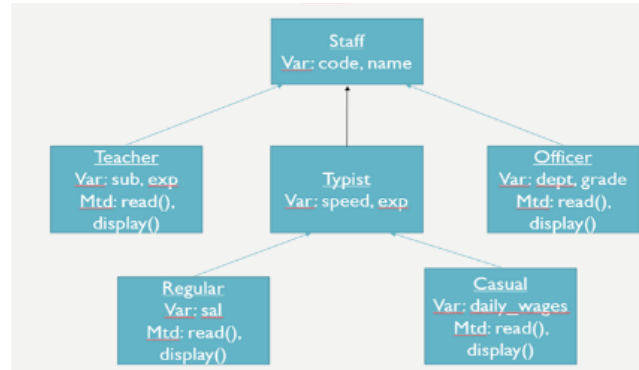 Staff
Var: code, name
Teacher
Var: sub, exp
Mtd: read(),
display()
Typist
Var: speed, exp
Officer
Var: dept, grade
Mtd: read(),
display()
Regular
Var: sal
Mtd: read(),
display()
Casual
Var: daily_wages
Mtd: read(),
display()